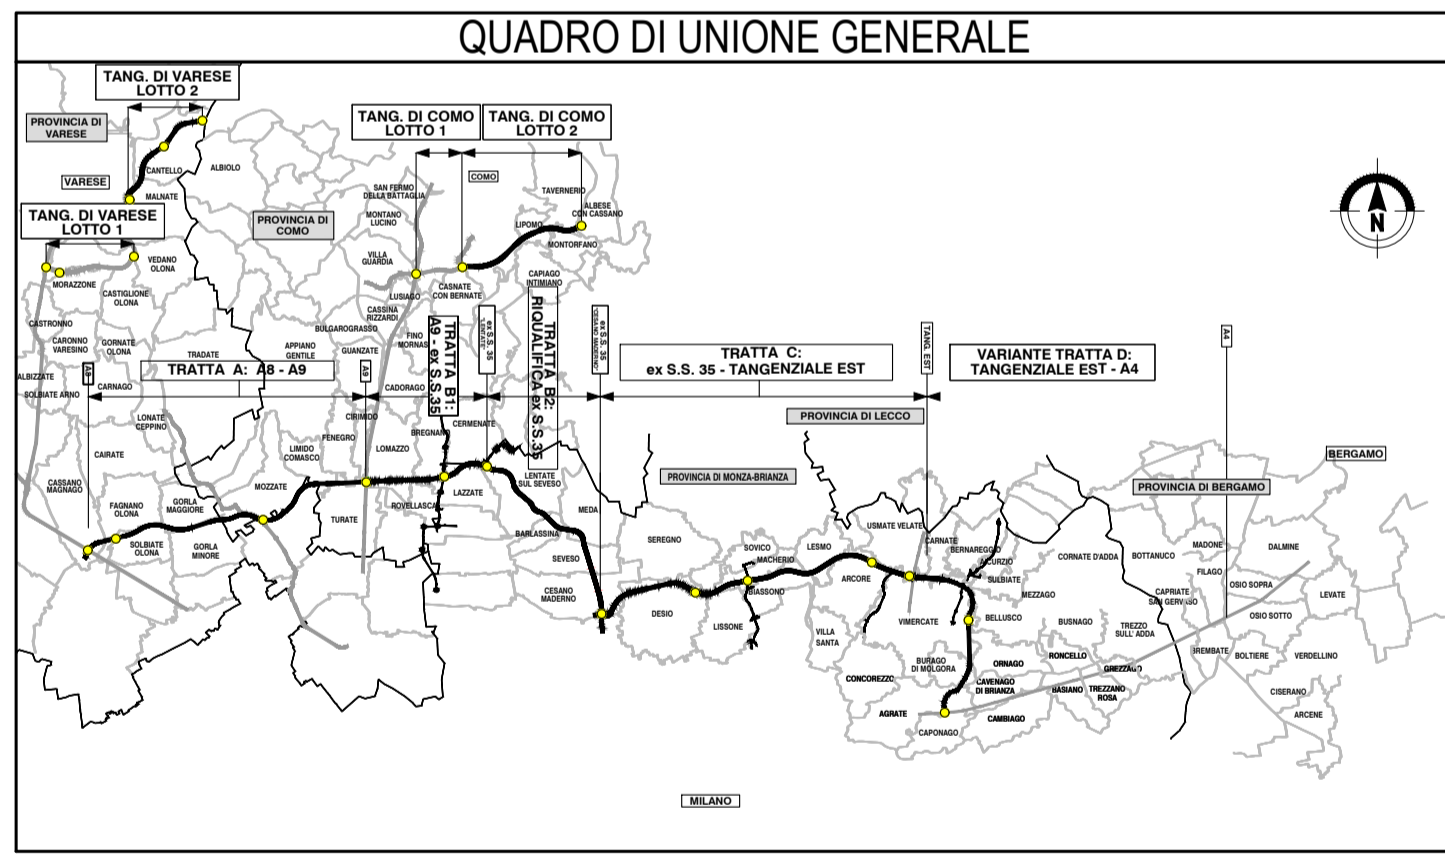 QUADRO DI UNIONE GENERALE
TANG. DI VARESE
LOTTO 2
PROVINCIA DI
VARESE
TANG. DI COMO
LOTTO 1
TANG. DI COMO
LOTTO 2
CANTELLO
ALBIOLO
VARESE
MALNATE
COMO
SAN FERMO
DELLA BATTAGLIA
TAVERNERIO
ALBESE
CON CASSANO
TANG. DI VARESE
LOTTO 1
PROVINCIA DI
COMO
MONTANO
LUCINO
LIPOMO
MONTORFANO
N
VEDANO
OLONA
VILLA
GUARDIA
MORAZZONE
CASTIGLIONE
OLONA
LUSIAGO
CASNATE
CON BERNATE
CAPIAGO
INTIMIANO
CASSINA
RIZZARDI
CASTRONNO
BULGAROGRASSO
FINO
MORNAS
CARONNO
VARESINO
GORNATE
OLONA
TRADATE
APPIANO
GENTILE
GUANZATE
ALBIZZATE
SOLBIATE ARNO
CARNAGO
A8
TRATTA A: A8 - A9
A9
CADORAGO
TRATTA B1:
A9 - ex S.S.35
ex S.S. 35
"LENTATE"
TRATTA B2:
RIQUALIFICA ex S.S.35
ex S.S. 35
"CESANO MADERNO"
TRATTA C:
ex S.S. 35 - TANGENZIALE EST
TANG. EST
VARIANTE TRATTA D:
TANGENZIALE EST - A4
A4
LONATE
CEPPINO
CIRIMIDO
FENEGRO
BREGNANO
CERMENATE
PROVINCIA DI LECCO
CAIRATE
LIMIDO
COMASCO
LOMAZZO
BERGAMO
CASSANO
MAGNAGO
MOZZATE
LAZZATE
LENTATE
SUL SEVESO
PROVINCIA DI MONZA-BRIANZA
PROVINCIA DI BERGAMO
FAGNANO
OLONA
GORLA
MAGGIORE
TURATE
ROVELLASCA
MEDA
SOLBIATE
OLONA
GORLA
MINORE
BARLASSINA
SEREGNO
USMATE VELATE
CARNATE
BERNAREGGIO
SEVESO
SOVICO
MACHERIO
LESMO
AICURZIO
CORNATE D'ADDA
BOTTANUCO
MADONE
DALMINE
FILAGO
CESANO
MADERNO
BIASSONO
ARCORE
SULBIATE
MEZZAGO
CAPRIATE
SAN GERVASO
OSIO SOPRA
LEVATE
DESIO
LISSONE
VILLA
SANTA
VIMERCATE
BELLUSCO
BUSNAGO
TREZZO
SULL' ADDA
OSIO SOTTO
BURAGO
DI MOLGORA
ORNAGO
RONCELLO
GREZZAGO
BREMBATE
BOLTIERE
VERDELLINO
CONCOREZZO
CAVENAGO
DI BRIANZA
BASIANO
TREZZANO
ROSA
CISERANO
AGRATE
CAMBIAGO
ARCENE
CAPONAGO
MILANO